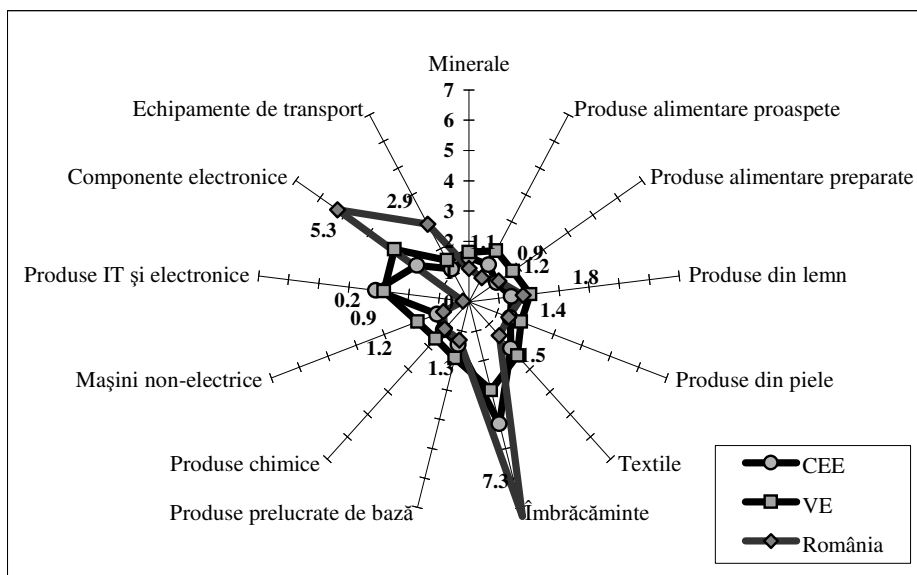 Minerale
7
6
5
4
3
2
0
Echipamente de transport
Produse alimentare proaspete
Componente electronice
Produse alimentare preparate
2.9
5.3
1.1
0.9
1.2
Produse IT şi electronice
Produse din lemn
1.8
0.2
1.4
0.9
1.2
1.5
1.3
Maşini non-electrice
Produse din piele
Produse chimice
Textile
7.3
Produse prelucrate de bază
Îmbrăcăminte
CEE
VE
România